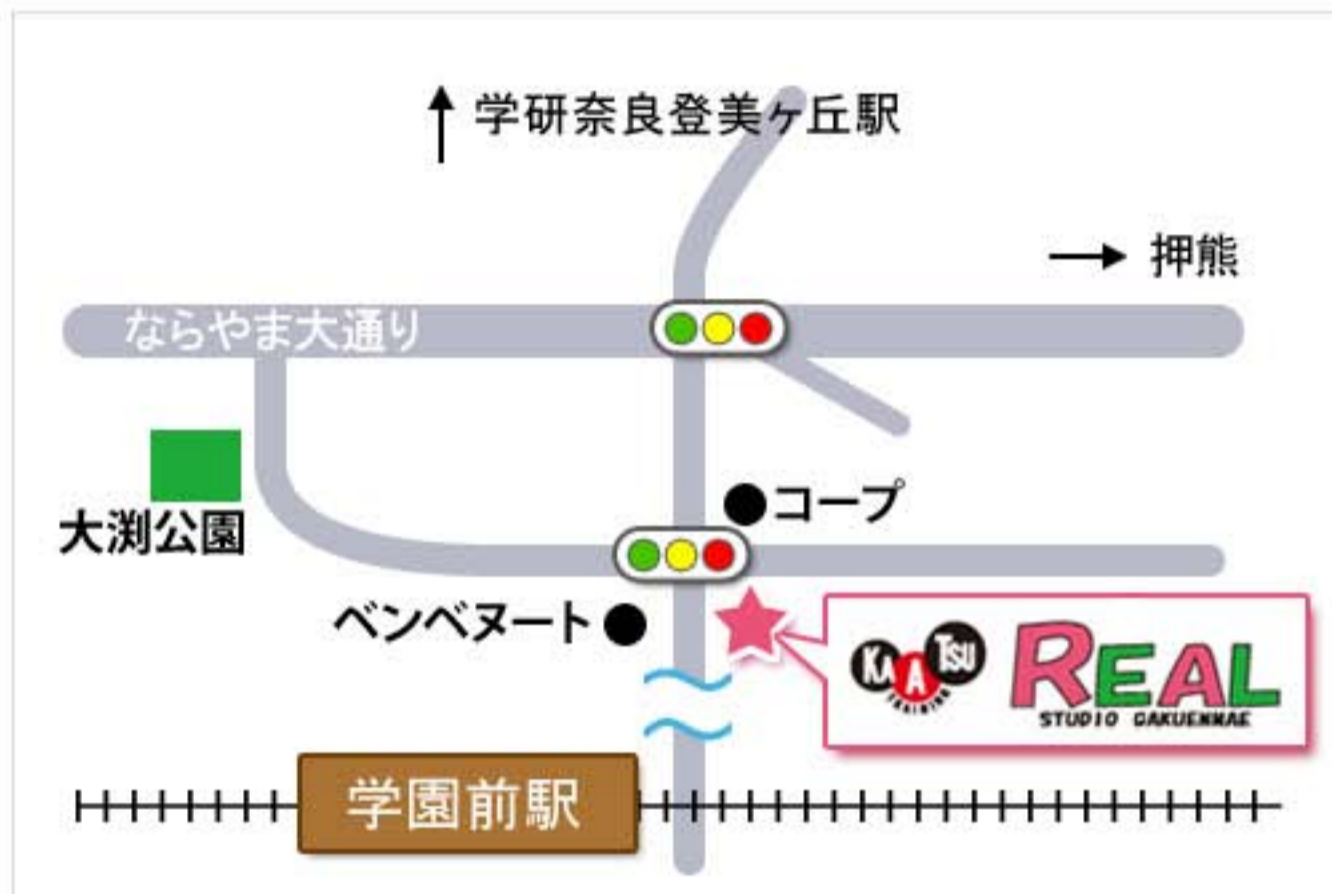 学研奈良登美ヶ丘駅
押熊
ならやま大通り
コープ
大渕公園
ベンベヌート
KAATSU
TRAINING
REAL
STUDIO GAKUENMAE
学園前駅